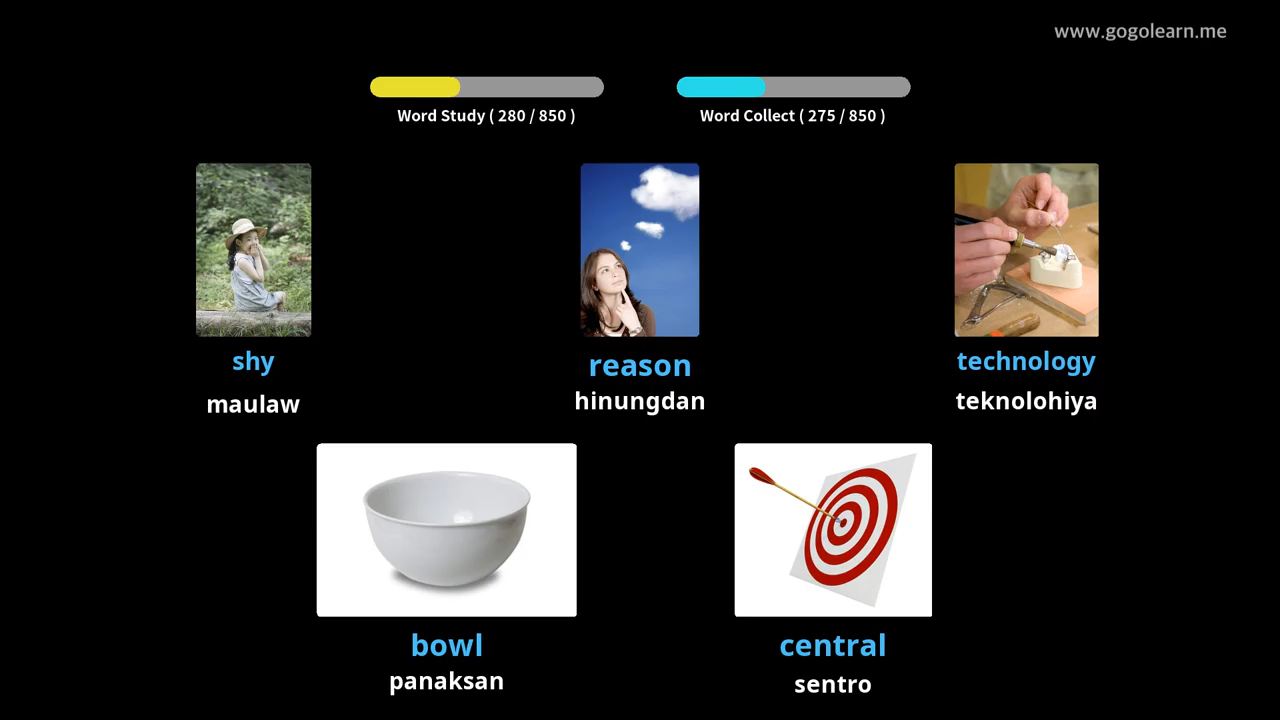 www.gogolearn.me
Word Study ( 280 / 850 )
Word Collect ( 275 / 850 )
shy
maulaw
reason
hinungdan
technology
teknolohiya
bowl
panaksan
central
sentro